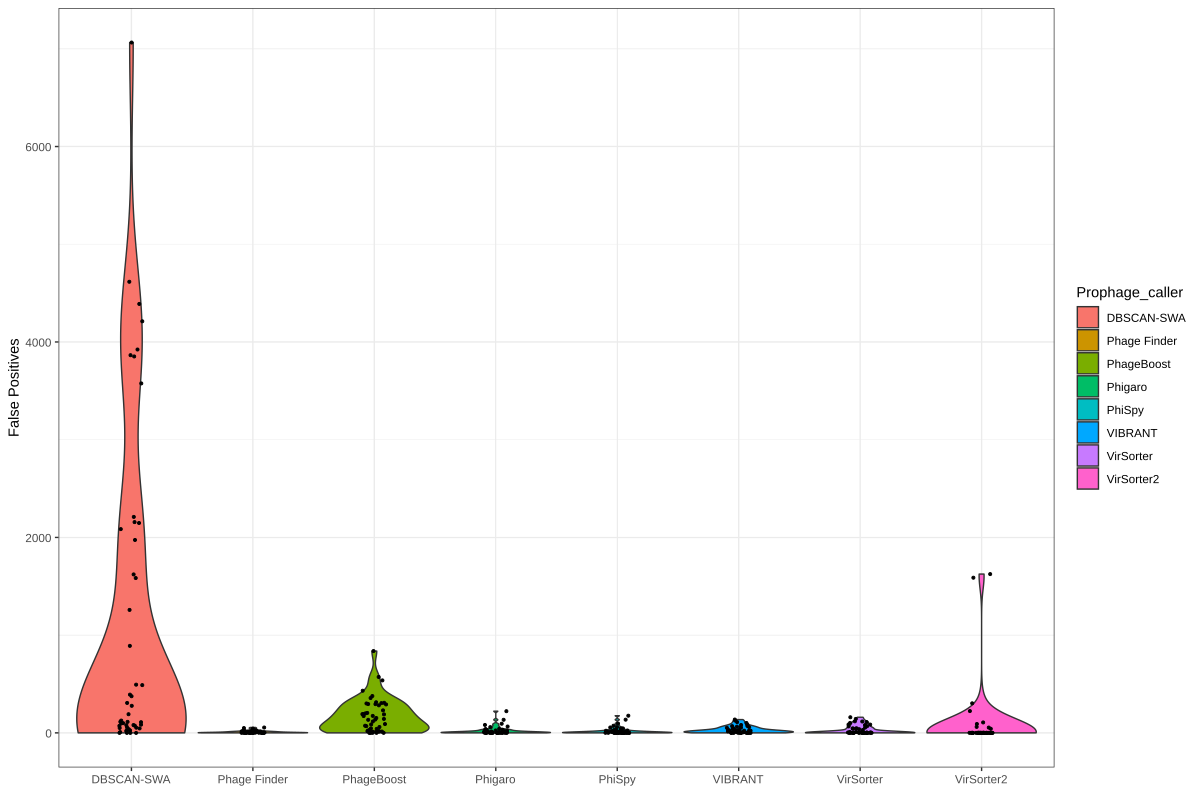 False Positives
6000
4000
2000
0
DBSCAN-SWA Phage Finder PhageBoost Phigaro PhiSpy VIBRANT VirSorter VirSorter2
Prophage_caller
DBSCAN-SWA
Phage Finder
PhageBoost
Phigaro
PhiSpy
VIBRANT
VirSorter
VirSorter2